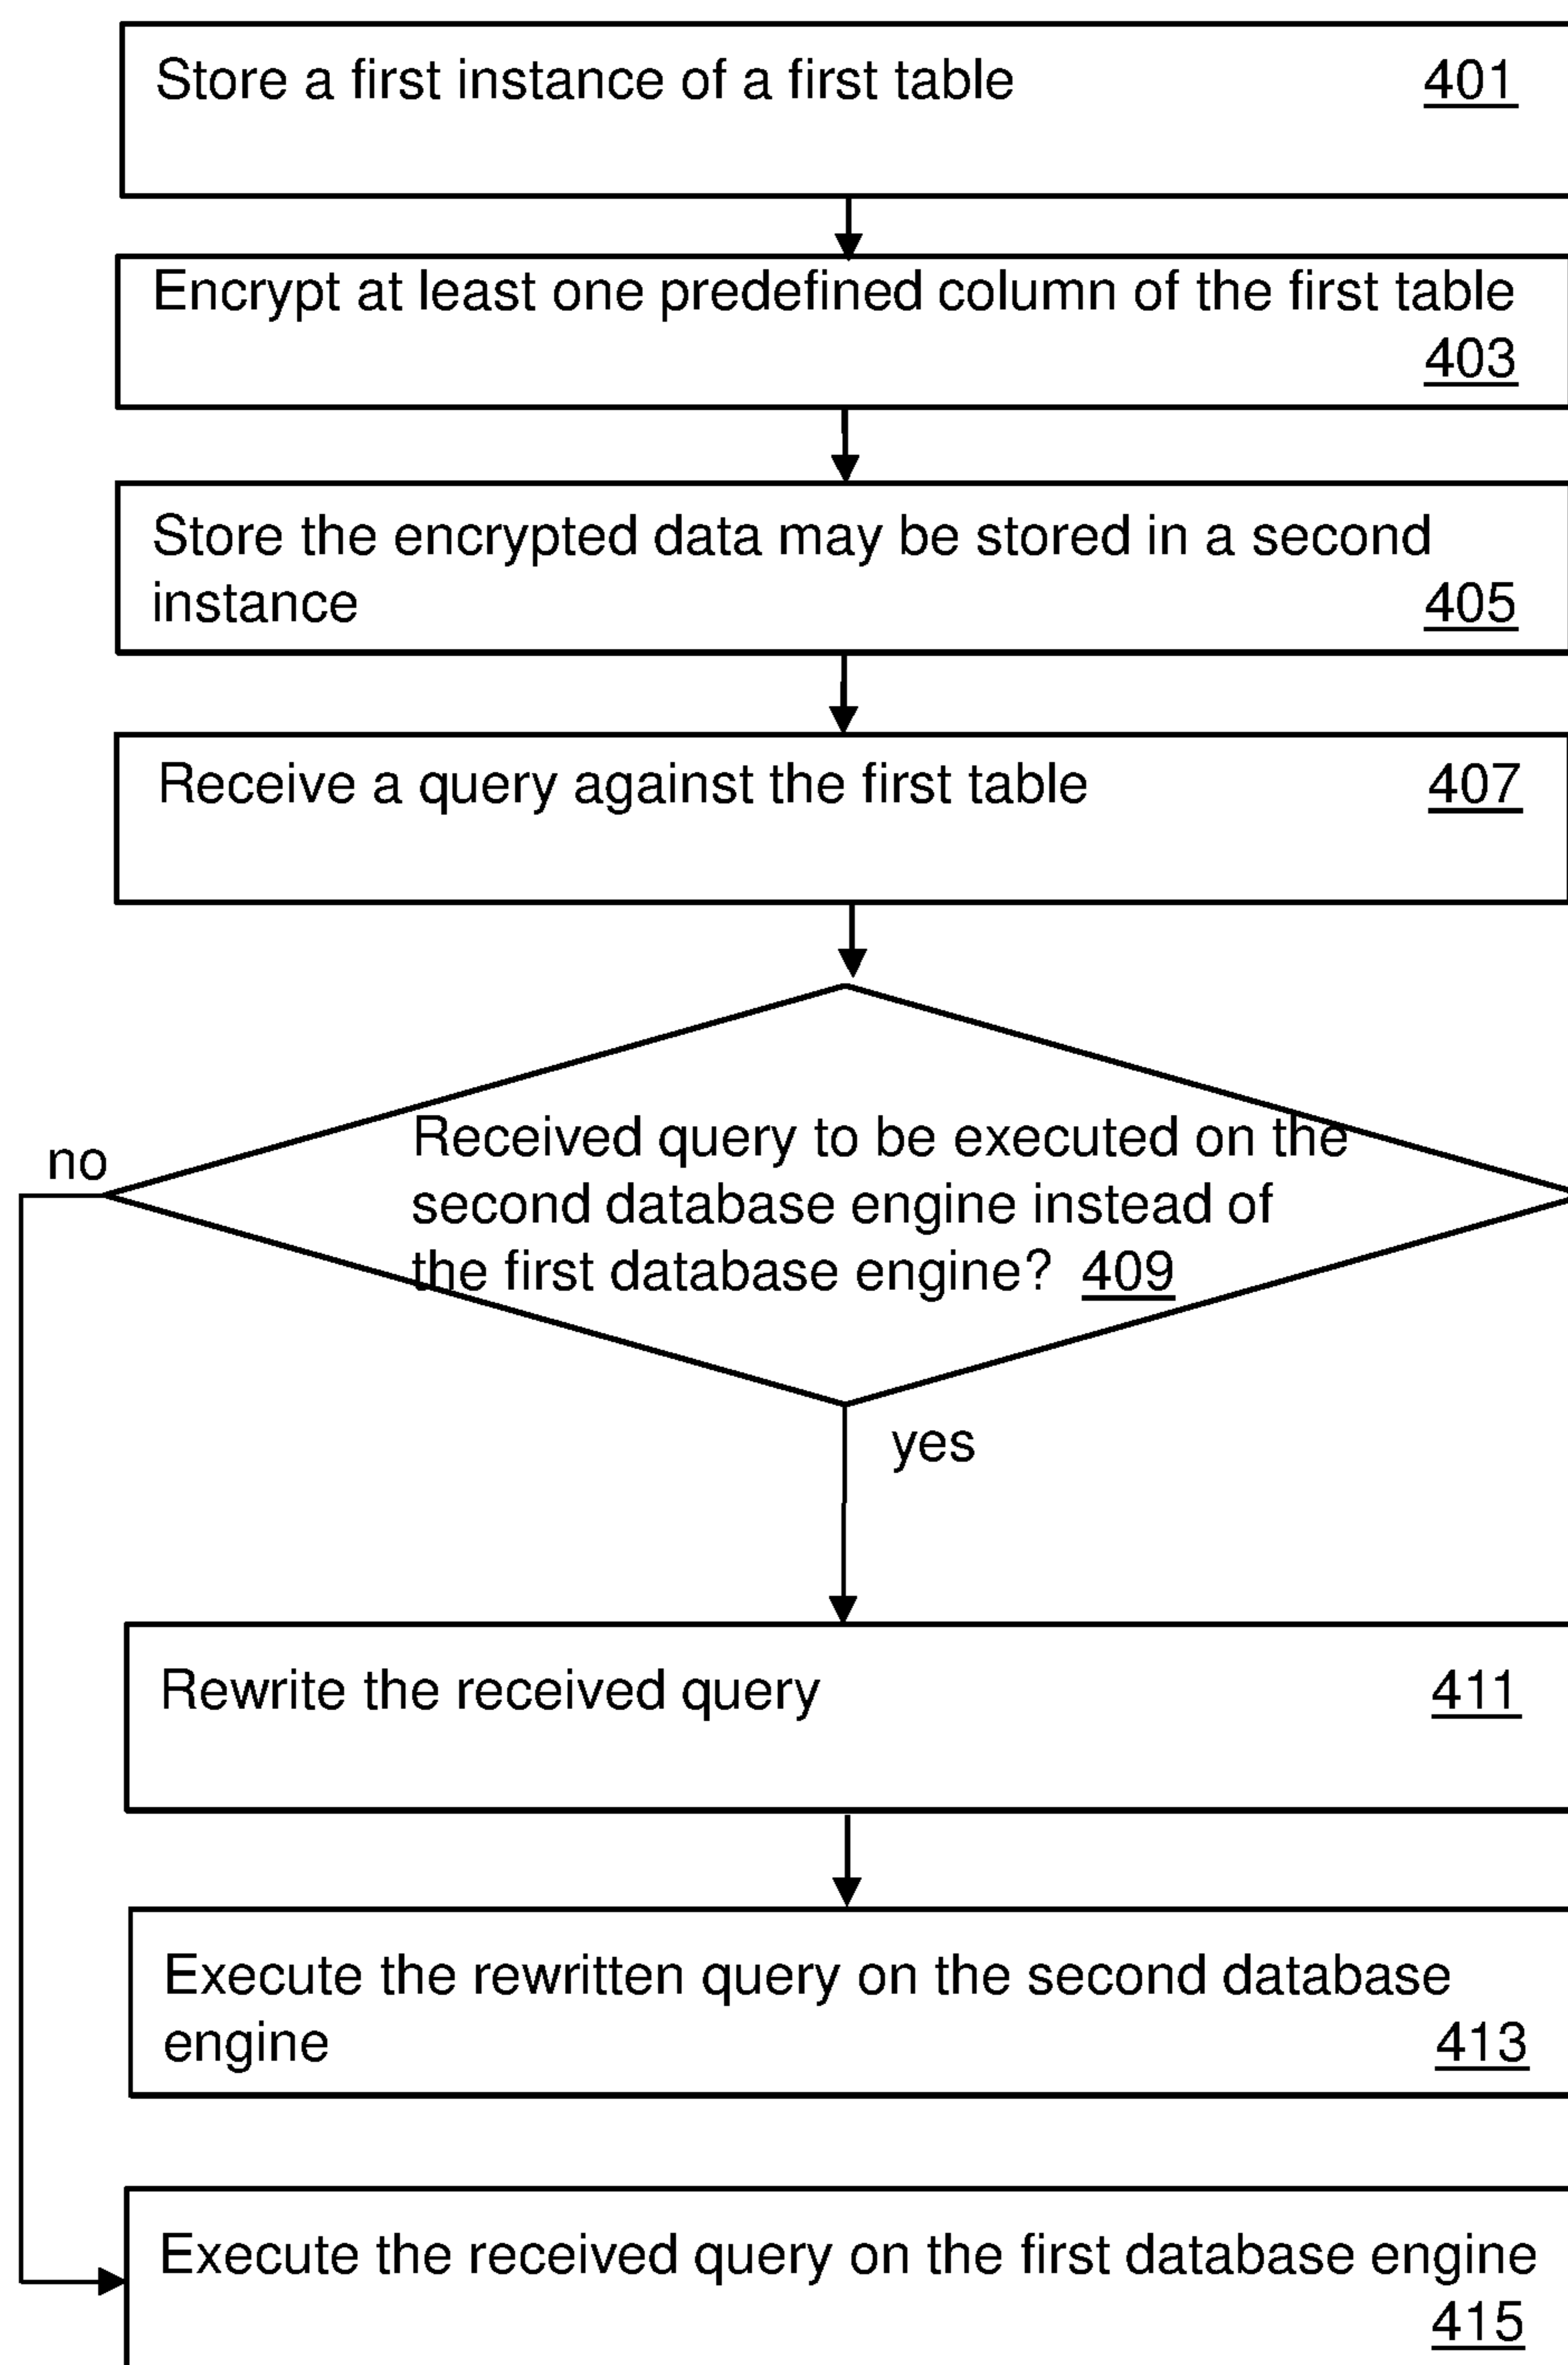 Store a first instance of a first table 401
Encrypt at least one predefined column of the first table
403
Store the encrypted data may be stored in a second
instance 405
Receive a query against the first table 407
Received query to be executed on the
second database engine instead of
the first database engine? 409
no
yes
Rewrite the received query 411
Execute the rewritten query on the second database
engine 413
Execute the received query on the first database engine
415